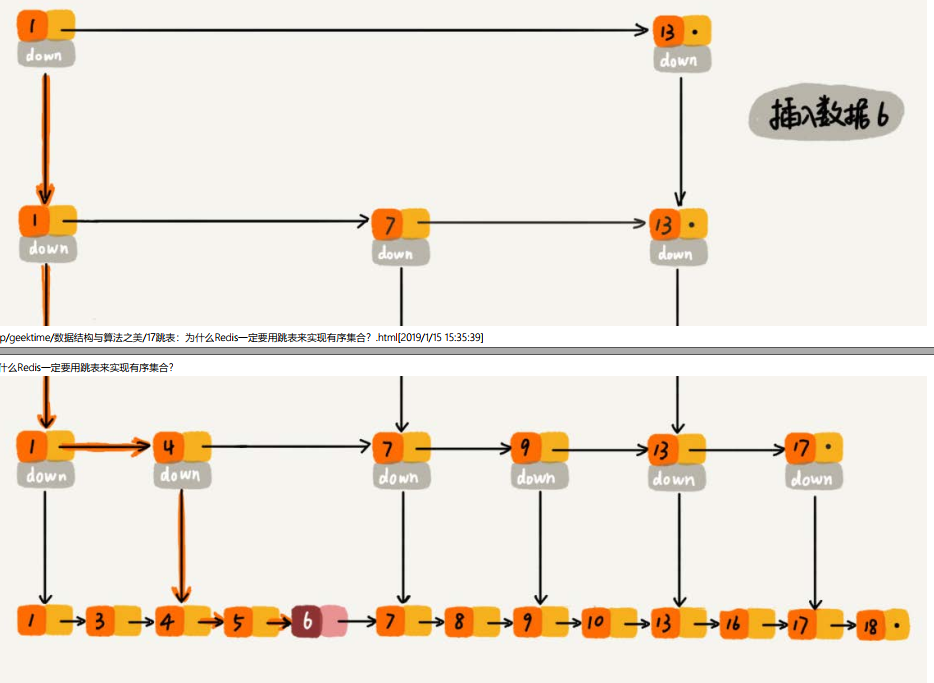 1 13
down down
插入数据6
1 7 13
down down down
p/geektime/数据结构与算法之美/17跳表：为什么Redis一定要用跳表来实现有序集合？.html[2019/1/15 15:35:39]
什么Redis一定要用跳表来实现有序集合？
1 4 7 9 13 17
down down down down down down
1 3 4 5 6 7 8 9 10 13 16 17 18